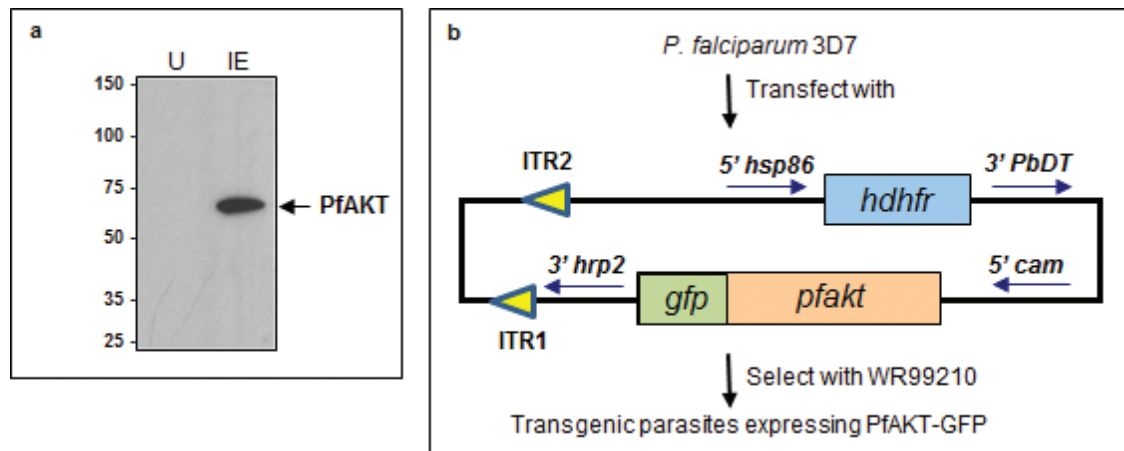 a
U IE
150
100
75
PfAKT
50
35
25
b
P. falciparum 3D7
Transfect with
ITR2
5' hsp86
3' PbDT
hdhfr
3' hrp2
5' cam
gfp
pfakt
ITR1
Select with WR99210
Transgenic parasites expressing PfAKT-GFP